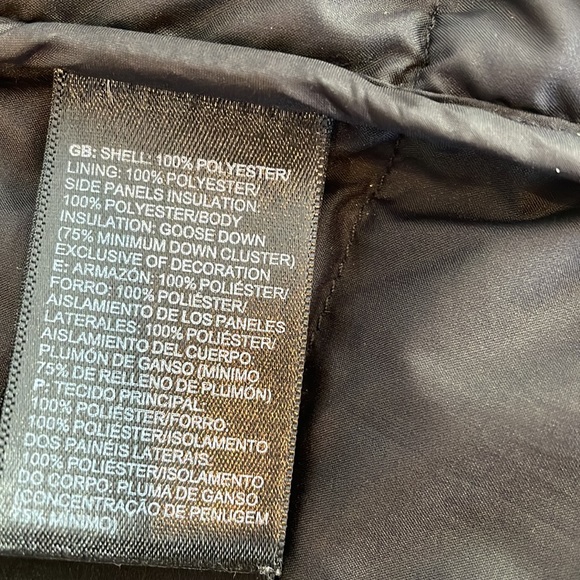 GB: SHELL: 100% POLYESTER/
LINING: 100% POLYESTER/
SIDE PANELS INSULATION:
100% POLYESTER/BODY
INSULATION: GOOSE DOWN
(75% MINIMUM DOWN CLUSTER)
EXCLUSIVE OF DECORATION
E: ARMAZÓN: 100% POLIÉSTER/
FORRO: 100% POLIÉSTER/
AISLAMIENTO DE LOS PANELES
LATERALES: 100% POLIÉSTER/
AISLAMIENTO DEL CUERPO:
PLUMÓN DE GANSO (MÍNIMO
75% DE RELLENO DE PLUMÓN)
P: TECIDO PRINCIPAL:
100% POLIÉSTER/FORRO:
100% POLIÉSTER/ISOLAMENTO
DOS PAINÉIS LATERAIS:
100% POLIÉSTER/ISOLAMENTO
DO CORPO: PLUMA DE GANSO
(CONCENTRAÇÃO DE PENUGEM
75% MÍNIMO)